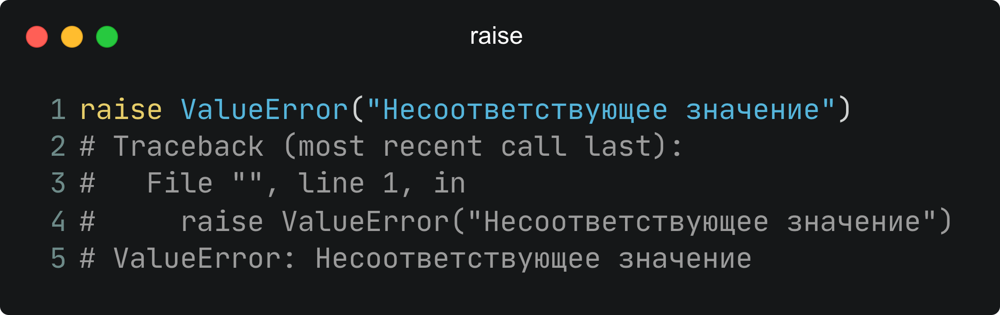 raise
1 raise ValueError("Несоответствующее значение")
2 # Traceback (most recent call last):
3 #   File "", line 1, in
4 #     raise ValueError("Несоответствующее значение")
5 # ValueError: Несоответствующее значение